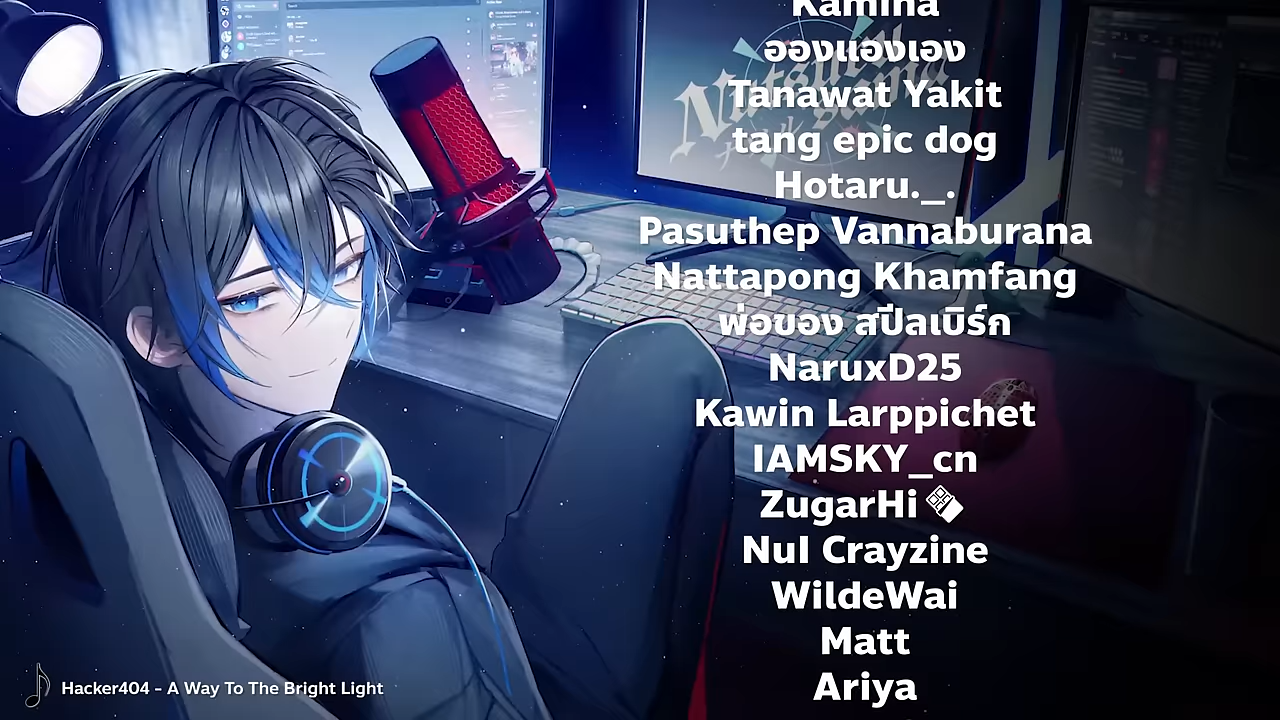 Kamina
อองแองเอง
Tanawat Yakit
tang epic dog
Hotaru._.
Pasuthep Vannaburana
Nattapong Khamfang
พ่อของ สปีลเบิร์ก
NaruxD25
Kawin Larppichet
IAMSKY_cn
ZugarHi
Nul Crayzine
WildeWai
Matt
Ariya
Hacker404 - A Way To The Bright Light